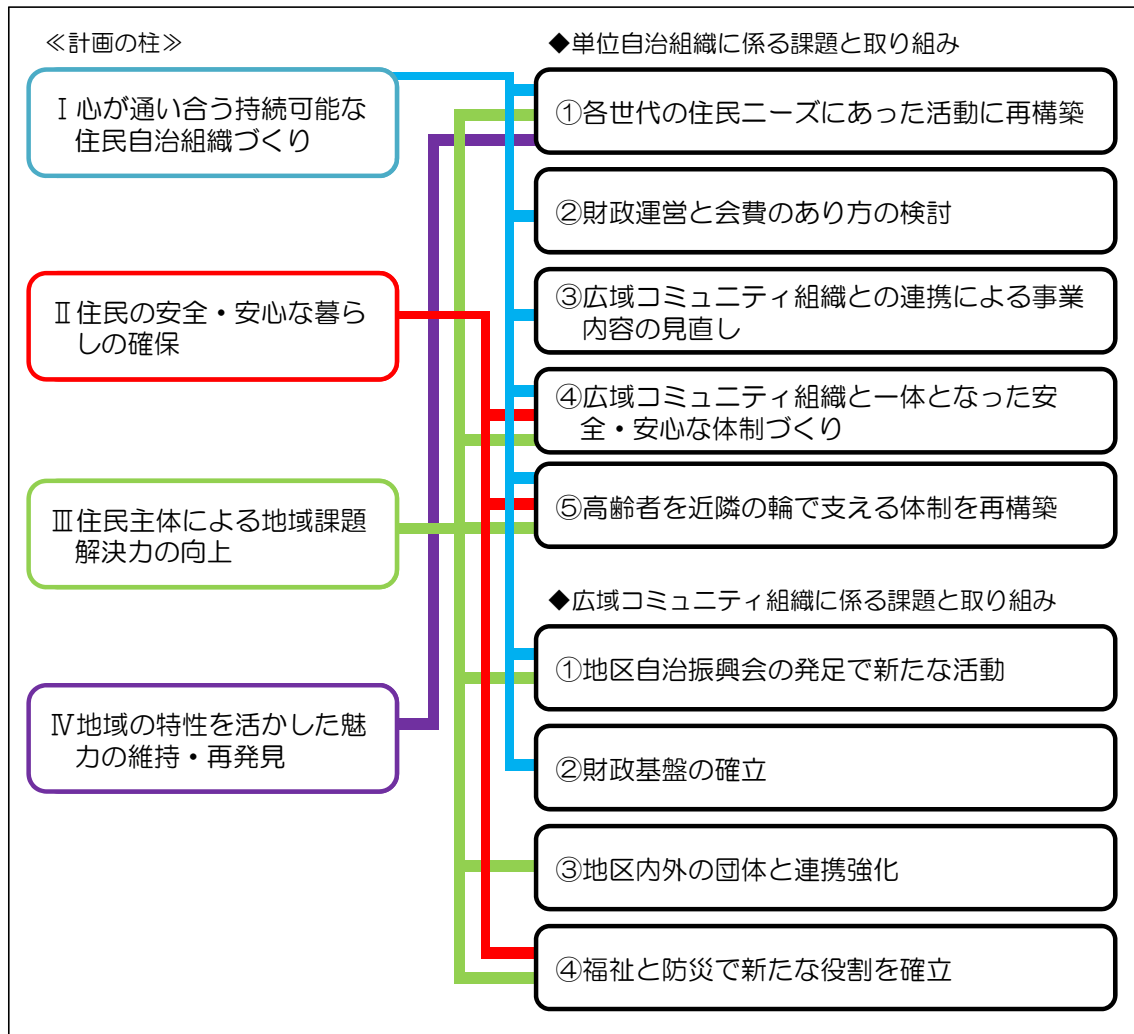 ≪計画の柱≫
Ⅰ心が通い合う持続可能な
住民自治組織づくり
Ⅱ住民の安全・安心な暮ら
しの確保
Ⅲ住民主体による地域課題
解決力の向上
Ⅳ地域の特性を活かした魅
力の維持・再発見
◆単位自治組織に係る課題と取り組み
①各世代の住民ニーズにあった活動に再構築
②財政運営と会費のあり方の検討
③広域コミュニティ組織との連携による事業
内容の見直し
④広域コミュニティ組織と一体となった安
全・安心な体制づくり
⑤高齢者を近隣の輪で支える体制を再構築
◆広域コミュニティ組織に係る課題と取り組み
①地区自治振興会の発足で新たな活動
②財政基盤の確立
③地区内外の団体と連携強化
④福祉と防災で新たな役割を確立